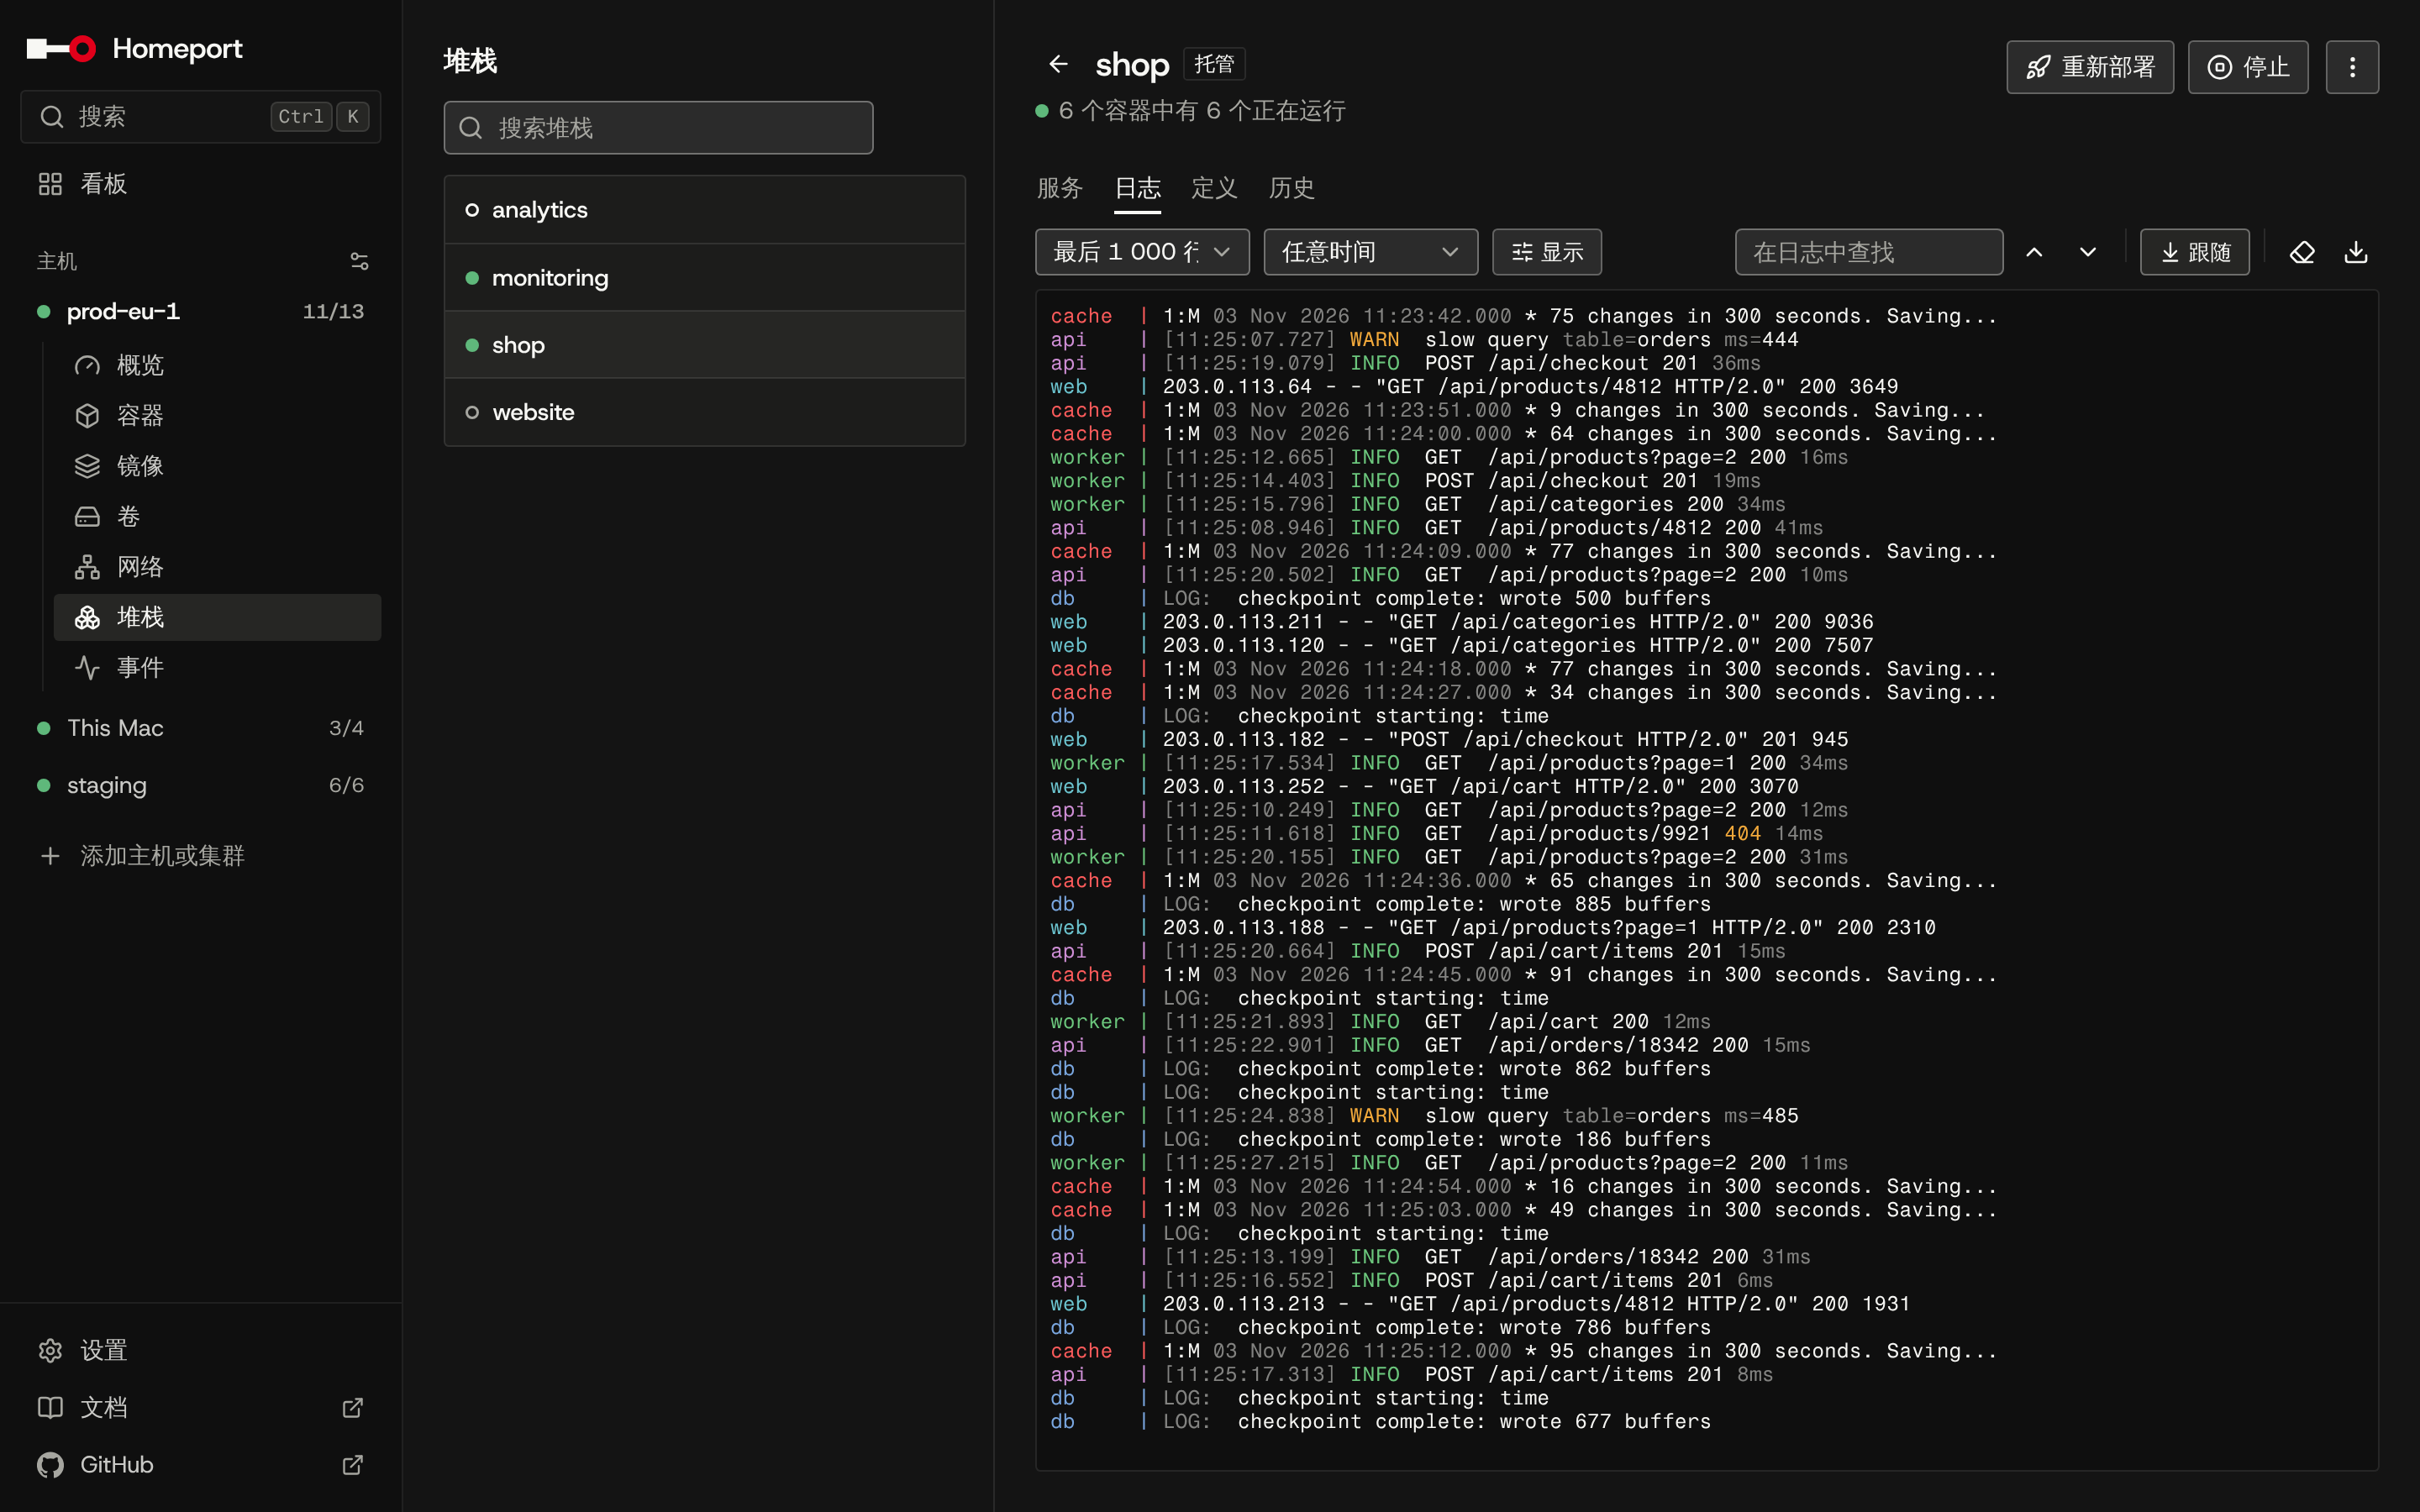 Homeport
搜索 Ctrl K
看板
主机
prod-eu-1 11/13
概览
容器
镜像
卷
网络
堆栈
事件
This Mac 3/4
staging 6/6
添加主机或集群
设置
文档
GitHub
堆栈
搜索堆栈
analytics
monitoring
shop
website
shop 托管
6 个容器中有 6 个正在运行
重新部署 停止
服务 日志 定义 历史
最后 1 000 行 任意时间 显示 在日志中查找 跟随
cache | 1:M 03 Nov 2026 11:23:42.000 * 75 changes in 300 seconds. Saving...
api | [11:25:07.727] WARN slow query table=orders ms=444
api | [11:25:19.079] INFO POST /api/checkout 201 36ms
web | 203.0.113.64 - - "GET /api/products/4812 HTTP/2.0" 200 3649
cache | 1:M 03 Nov 2026 11:23:51.000 * 9 changes in 300 seconds. Saving...
cache | 1:M 03 Nov 2026 11:24:00.000 * 64 changes in 300 seconds. Saving...
worker | [11:25:12.665] INFO GET /api/products?page=2 200 16ms
worker | [11:25:14.403] INFO POST /api/checkout 201 19ms
worker | [11:25:15.796] INFO GET /api/categories 200 34ms
api | [11:25:08.946] INFO GET /api/products/4812 200 41ms
cache | 1:M 03 Nov 2026 11:24:09.000 * 77 changes in 300 seconds. Saving...
api | [11:25:20.502] INFO GET /api/products?page=2 200 10ms
db | LOG: checkpoint complete: wrote 500 buffers
web | 203.0.113.211 - - "GET /api/categories HTTP/2.0" 200 9036
web | 203.0.113.120 - - "GET /api/categories HTTP/2.0" 200 7507
cache | 1:M 03 Nov 2026 11:24:18.000 * 77 changes in 300 seconds. Saving...
cache | 1:M 03 Nov 2026 11:24:27.000 * 34 changes in 300 seconds. Saving...
db | LOG: checkpoint starting: time
web | 203.0.113.182 - - "POST /api/checkout HTTP/2.0" 201 945
worker | [11:25:17.534] INFO GET /api/products?page=1 200 34ms
web | 203.0.113.252 - - "GET /api/cart HTTP/2.0" 200 3070
api | [11:25:10.249] INFO GET /api/products?page=2 200 12ms
api | [11:25:11.618] INFO GET /api/products/9921 404 14ms
worker | [11:25:20.155] INFO GET /api/products?page=2 200 31ms
cache | 1:M 03 Nov 2026 11:24:36.000 * 65 changes in 300 seconds. Saving...
db | LOG: checkpoint complete: wrote 885 buffers
web | 203.0.113.188 - - "GET /api/products?page=1 HTTP/2.0" 200 2310
api | [11:25:20.664] INFO POST /api/cart/items 201 15ms
cache | 1:M 03 Nov 2026 11:24:45.000 * 91 changes in 300 seconds. Saving...
db | LOG: checkpoint starting: time
worker | [11:25:21.893] INFO GET /api/cart 200 12ms
api | [11:25:22.901] INFO GET /api/orders/18342 200 15ms
db | LOG: checkpoint complete: wrote 862 buffers
db | LOG: checkpoint starting: time
worker | [11:25:24.838] WARN slow query table=orders ms=485
db | LOG: checkpoint complete: wrote 186 buffers
worker | [11:25:27.215] INFO GET /api/products?page=2 200 11ms
cache | 1:M 03 Nov 2026 11:24:54.000 * 16 changes in 300 seconds. Saving...
cache | 1:M 03 Nov 2026 11:25:03.000 * 49 changes in 300 seconds. Saving...
db | LOG: checkpoint starting: time
api | [11:25:13.199] INFO GET /api/orders/18342 200 31ms
api | [11:25:16.552] INFO POST /api/cart/items 201 6ms
web | 203.0.113.213 - - "GET /api/products/4812 HTTP/2.0" 200 1931
db | LOG: checkpoint complete: wrote 786 buffers
cache | 1:M 03 Nov 2026 11:25:12.000 * 95 changes in 300 seconds. Saving...
api | [11:25:17.313] INFO POST /api/cart/items 201 8ms
db | LOG: checkpoint starting: time
db | LOG: checkpoint complete: wrote 677 buffers